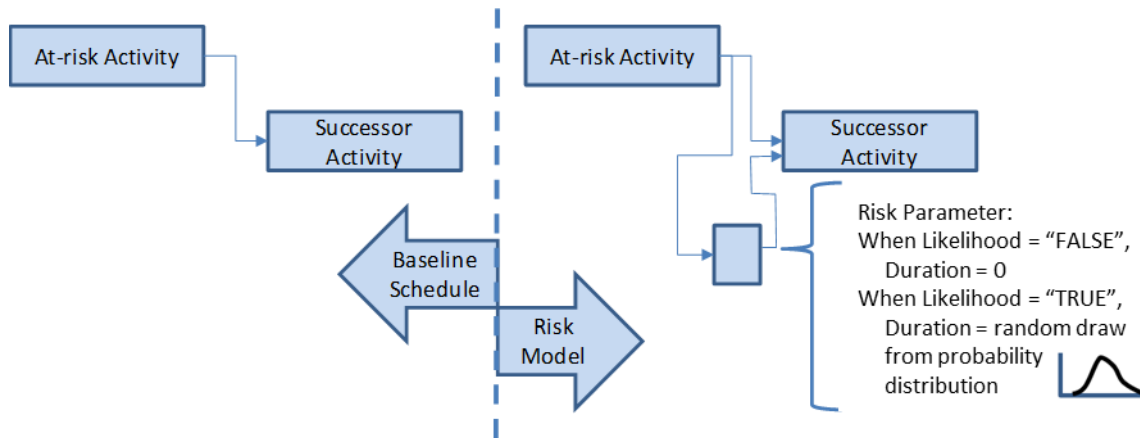 At-risk Activity
Successor
Activity
Baseline
Schedule
At-risk Activity
Successor
Activity
Risk
Model
Risk Parameter:
When Likelihood = “FALSE”,
Duration = 0
When Likelihood = “TRUE”,
Duration = random draw
from probability
distribution